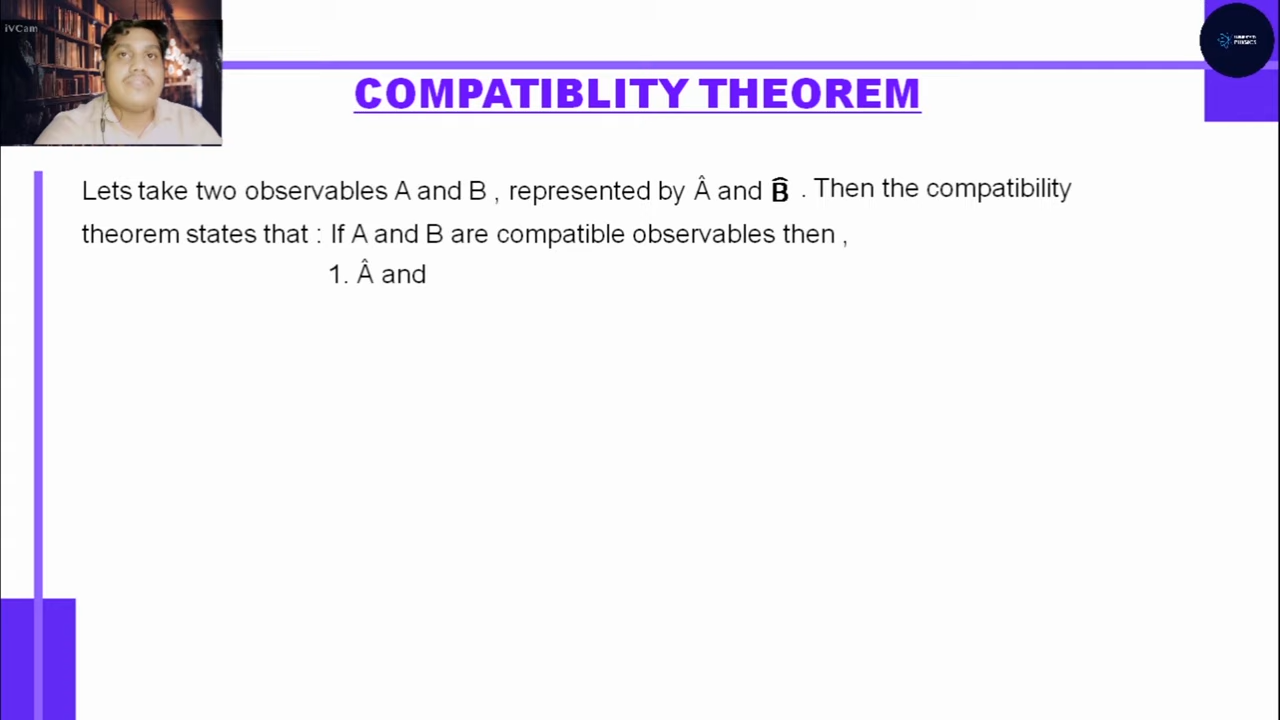 iVCam
COMPATIBLITY THEOREM
Lets take two observables A and B , represented by Â and B̂ . Then the compatibility
theorem states that : If A and B are compatible observables then ,
1. Â and